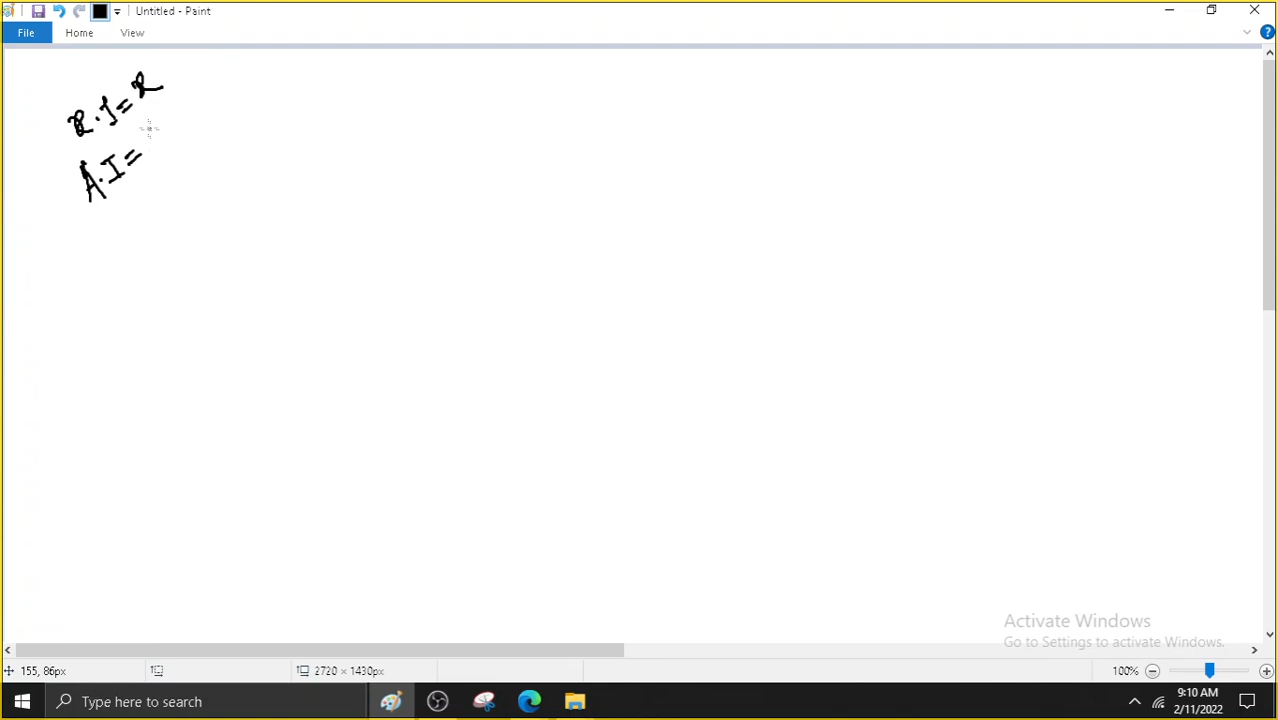 Untitled - Paint
File Home View
R·I=R
A·I=
Activate Windows
Go to Settings to activate Windows.
155, 86px
2720 × 1430px
100%
Type here to search
9:10 AM
2/11/2022